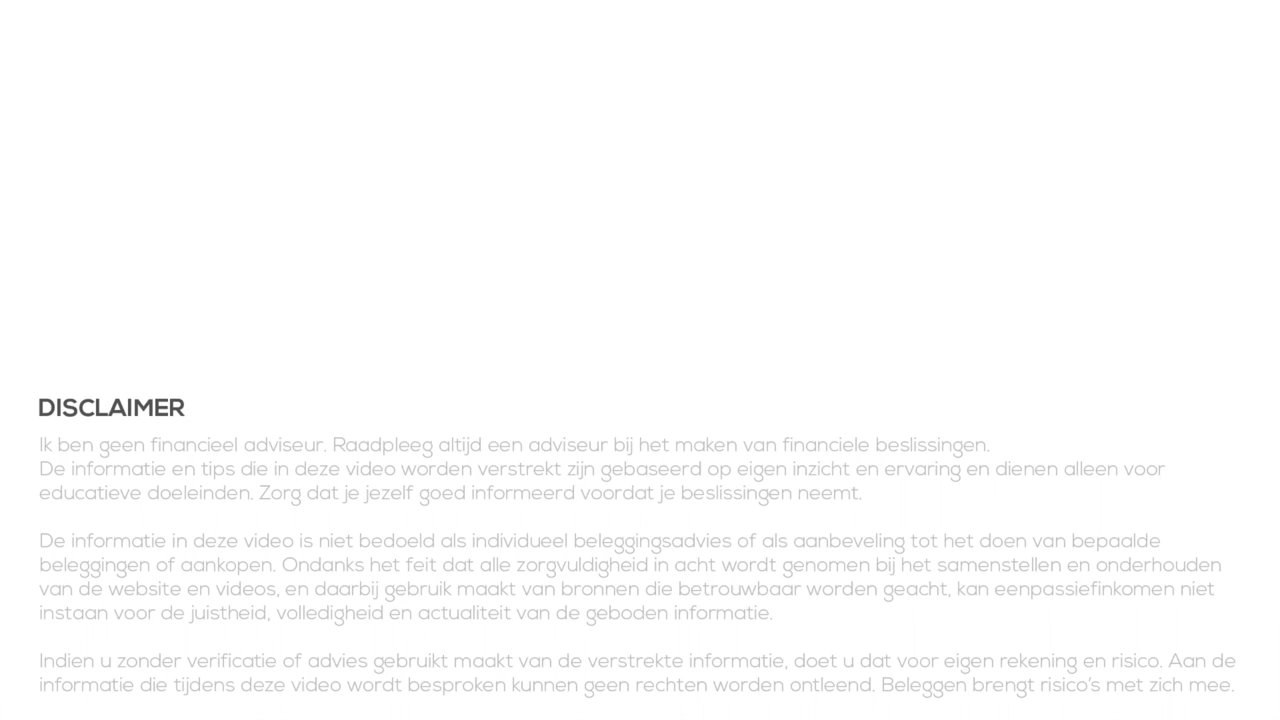 DISCLAIMER
Ik ben geen financieel adviseur. Raadpleeg altijd een adviseur bij het maken van financiele beslissingen.
De informatie en tips die in deze video worden verstrekt zijn gebaseerd op eigen inzicht en ervaring en dienen alleen voor
educatieve doeleinden. Zorg dat je jezelf goed informeerd voordat je beslissingen neemt.
De informatie in deze video is niet bedoeld als individueel beleggingsadvies of als aanbeveling tot het doen van bepaalde
beleggingen of aankopen. Ondanks het feit dat alle zorgvuldigheid in acht wordt genomen bij het samenstellen en onderhouden
van de website en videos, en daarbij gebruik maakt van bronnen die betrouwbaar worden geacht, kan eenpassiefinkomen niet
instaan voor de juistheid, volledigheid en actualiteit van de geboden informatie.
Indien u zonder verificatie of advies gebruikt maakt van de verstrekte informatie, doet u dat voor eigen rekening en risico. Aan de
informatie die tijdens deze video wordt besproken kunnen geen rechten worden ontleend. Beleggen brengt risico's met zich mee.